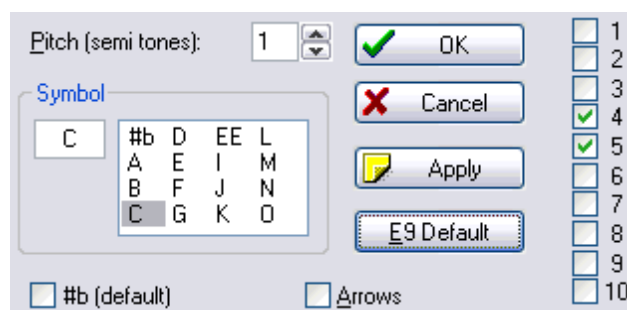 Pitch (semi tones): 1
OK
Symbol
Cancel
C
#b D EE L
A E I M
B F J N
C G K O
Apply
E9 Default
#b (default)
Arrows
1
2
3
4
5
6
7
8
9
10